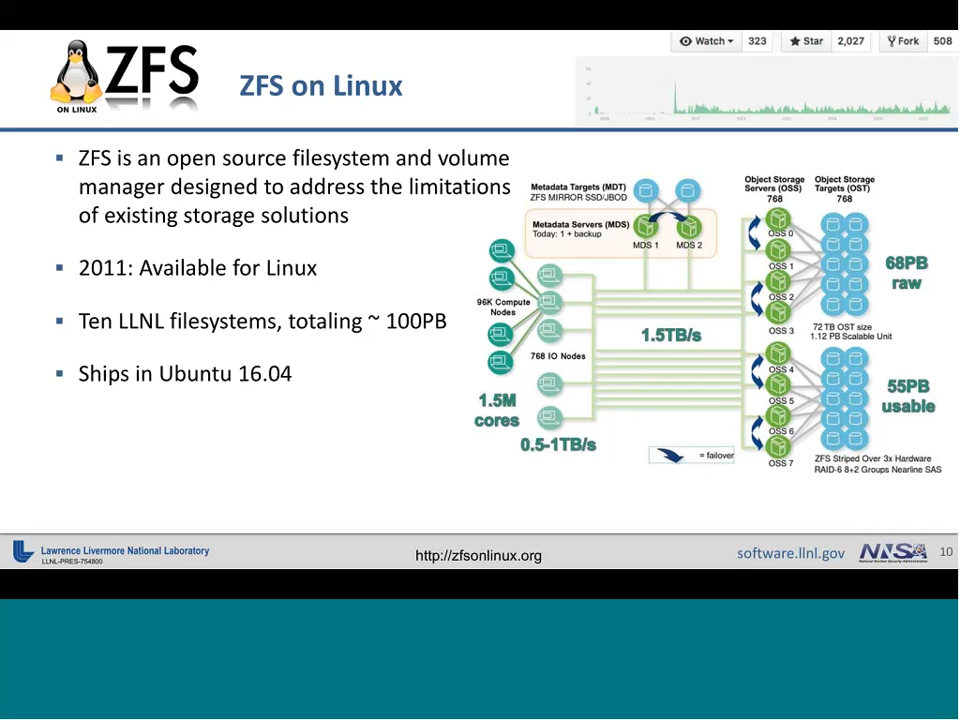 Watch 323 Star 2,027 Fork 508
ZFS
ON LINUX
ZFS on Linux
ZFS is an open source filesystem and volume
manager designed to address the limitations
of existing storage solutions
2011: Available for Linux
Ten LLNL filesystems, totaling ~ 100PB
Ships in Ubuntu 16.04
Metadata Targets (MDT)
ZFS MIRROR SSD/JBOD
Metadata Servers (MDS)
Today: 1 + backup
MDS 1
MDS 2
Object Storage
Servers (OSS)
768
Object Storage
Targets (OST)
768
OSS 0
OSS 1
OSS 2
OSS 3
OSS 4
OSS 5
OSS 6
OSS 7
96K Compute
Nodes
768 IO Nodes
1.5M
cores
0.5-1TB/s
1.5TB/s
68PB
raw
72 TB OST size
1.12 PB Scalable Unit
55PB
usable
ZFS Striped Over 3x Hardware
RAID-6 8+2 Groups Nearline SAS
= failover
Lawrence Livermore National Laboratory
LLNL-PRES-754800
http://zfsonlinux.org
software.llnl.gov
NNSA
National Nuclear Security Administration
10